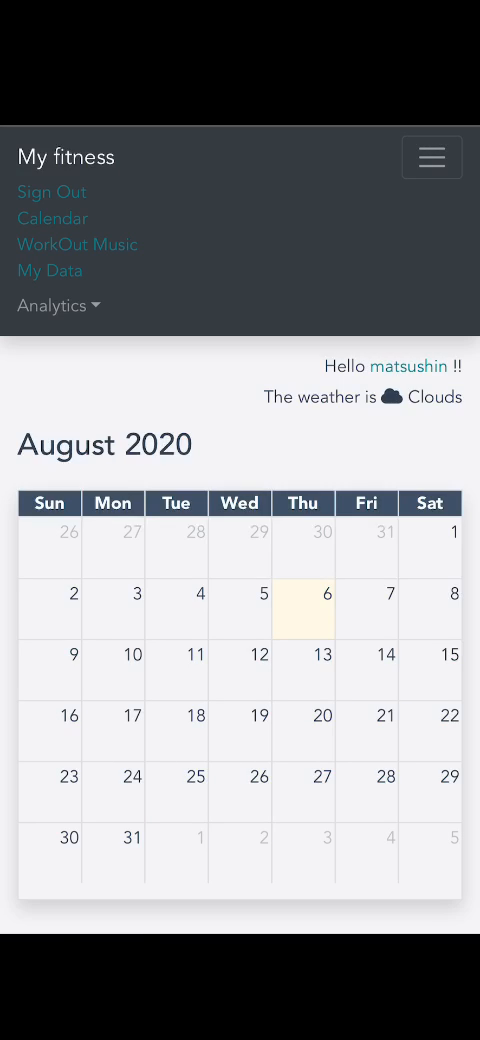 My fitness
Sign Out
Calendar
WorkOut Music
My Data
Analytics
Hello matsushin !!
The weather is Clouds
August 2020
Sun Mon Tue Wed Thu Fri Sat
26 27 28 29 30 31 1
2 3 4 5 6 7 8
9 10 11 12 13 14 15
16 17 18 19 20 21 22
23 24 25 26 27 28 29
30 31 1 2 3 4 5